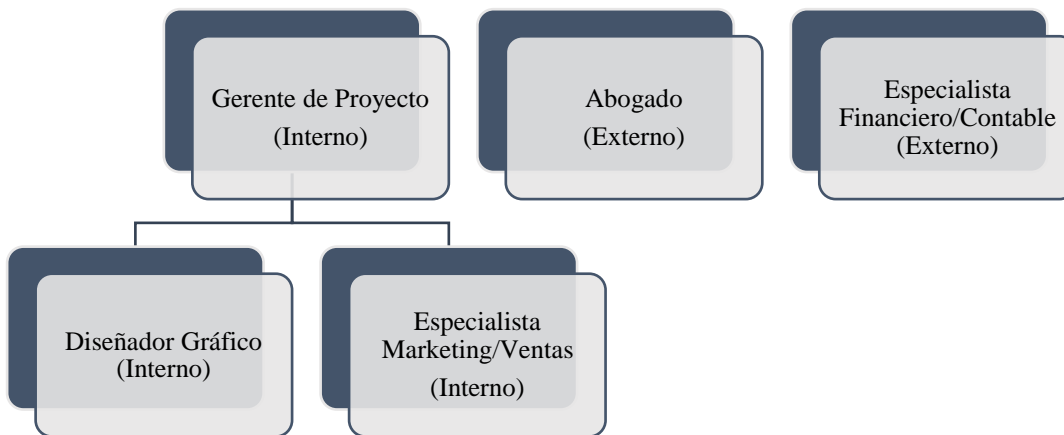 Gerente de Proyecto
(Interno)
Abogado
(Externo)
Especialista
Financiero/Contable
(Externo)
Diseñador Gráfico
(Interno)
Especialista
Marketing/Ventas
(Interno)